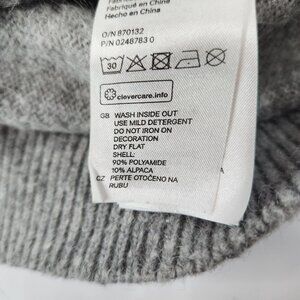 Fabriqué en Chine
Hecho en China
O/N 870132
P/N 0248783 0
30
clevercare.info
GB WASH INSIDE OUT
USE MILD DETERGENT
DO NOT IRON ON
DECORATION
DRY FLAT
SHELL:
90% POLYAMIDE
10% ALPACA
CZ PERTE OTOČENO NA
RUBU